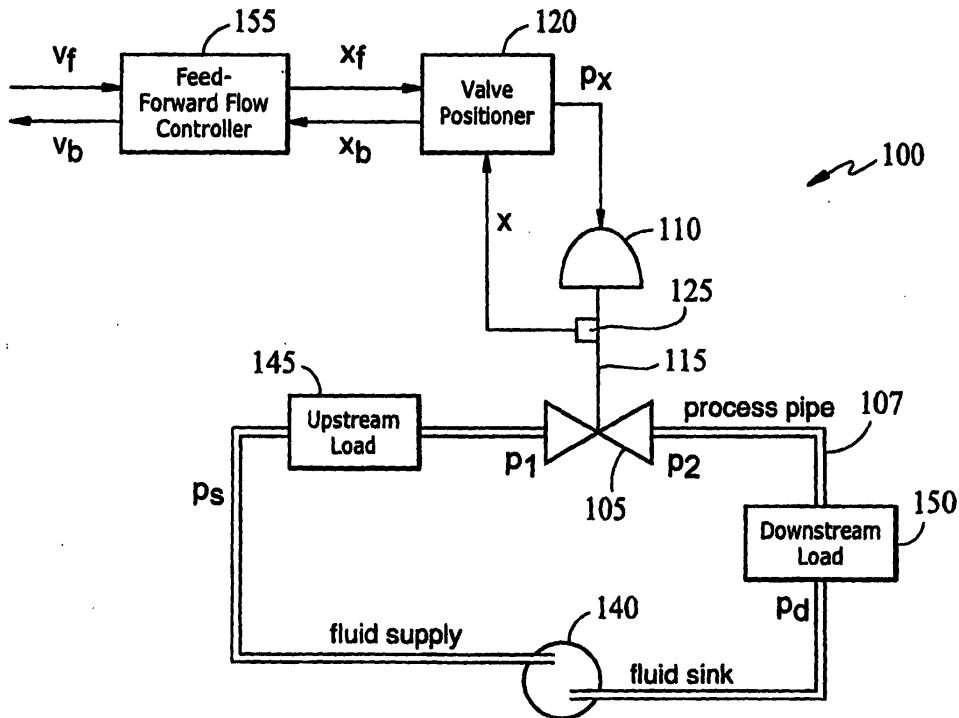 155
120
Vf
Feed-
Forward Flow
Controller
Xf
Valve
Positioner
px
Vb
Xb
100
X
110
125
145
115
Upstream
Load
process pipe
107
p1
p2
ps
105
150
Downstream
Load
pd
140
fluid supply
fluid sink